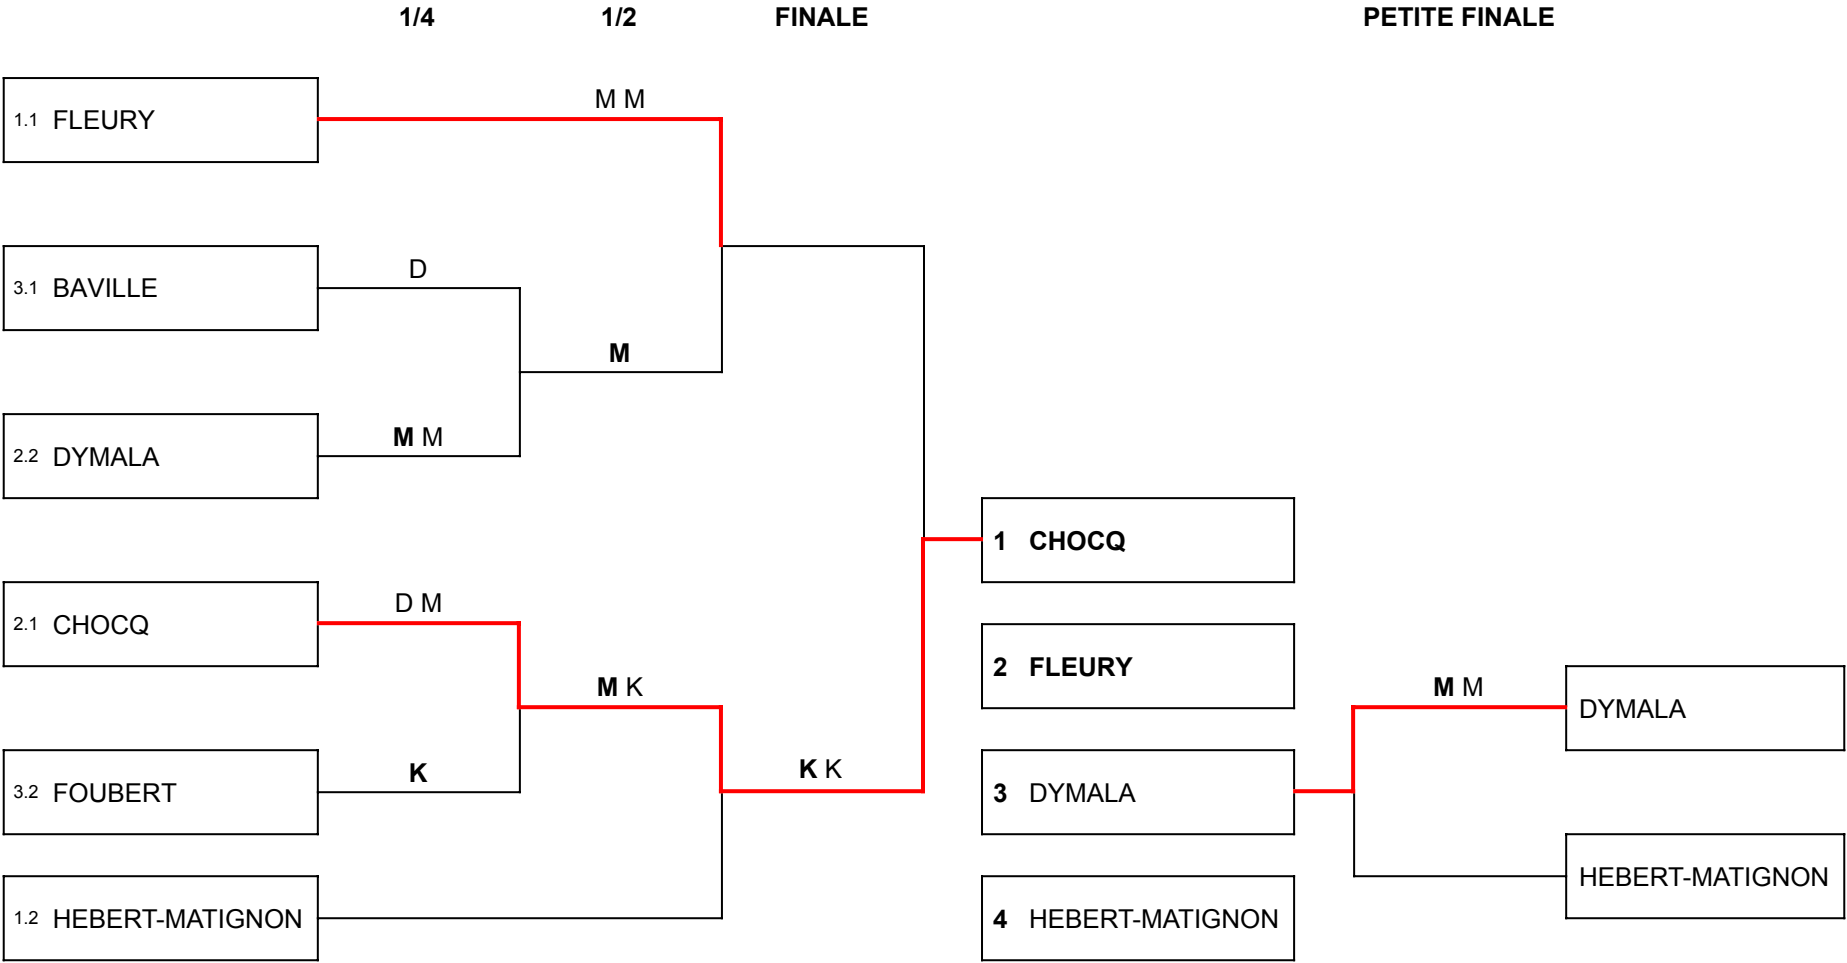 1/4 1/2 FINALE PETITE FINALE
M M
1.1 FLEURY
D
3.1 BAVILLE
M
M M
2.2 DYMALA
1 CHOCQ
D M
2.1 CHOCQ
2 FLEURY
M K
M M
DYMALA
K
K K
3.2 FOUBERT
3 DYMALA
HEBERT-MATIGNON
1.2 HEBERT-MATIGNON
4 HEBERT-MATIGNON